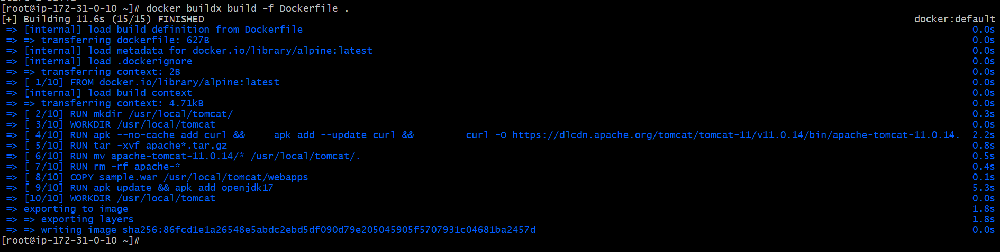 [root@ip-172-31-0-10 ~]# docker buildx build -f Dockerfile .
[+] Building 11.6s (15/15) FINISHED docker:default
=> [internal] load build definition from Dockerfile 0.0s
=> => transferring dockerfile: 627B 0.0s
=> [internal] load metadata for docker.io/library/alpine:latest 0.0s
=> [internal] load .dockerignore 0.0s
=> => transferring context: 2B 0.0s
=> [ 1/10] FROM docker.io/library/alpine:latest 0.0s
=> [internal] load build context 0.0s
=> => transferring context: 4.71kB 0.0s
=> [ 2/10] RUN mkdir /usr/local/tomcat/ 0.3s
=> [ 3/10] WORKDIR /usr/local/tomcat 0.0s
=> [ 4/10] RUN apk --no-cache add curl && apk add --update curl && curl -O https://dlcdn.apache.org/tomcat/tomcat-11/v11.0.14/bin/apache-tomcat-11.0.14. 2.2s
=> [ 5/10] RUN tar -xvf apache*.tar.gz 0.8s
=> [ 6/10] RUN mv apache-tomcat-11.0.14/* /usr/local/tomcat/. 0.5s
=> [ 7/10] RUN rm -rf apache-* 0.4s
=> [ 8/10] COPY sample.war /usr/local/tomcat/webapps 0.1s
=> [ 9/10] RUN apk update && apk add openjdk17 5.3s
=> [10/10] WORKDIR /usr/local/tomcat 0.0s
=> exporting to image 1.8s
=> => exporting layers 1.8s
=> => writing image sha256:86fcd1e1a26548e5abdc2ebd5df090d79e205045905f5707931c04681ba2457d 0.0s
[root@ip-172-31-0-10 ~]#